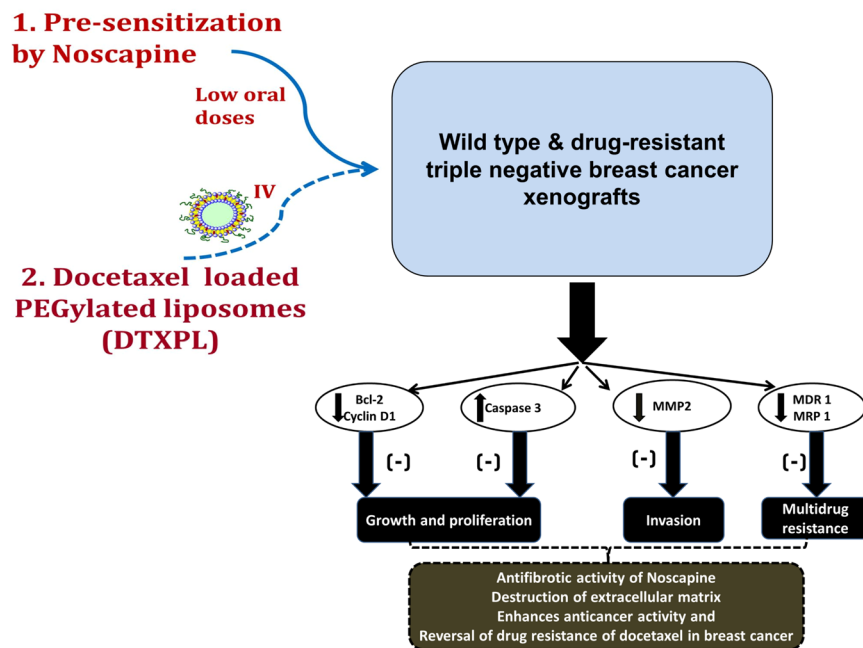 1. Pre-sensitization
by Noscapine
Low oral
doses
IV
2. Docetaxel loaded
PEGylated liposomes
(DTXPL)
Wild type & drug-resistant
triple negative breast cancer
xenografts
Bcl-2
Cyclin D1
Caspase 3
MMP2
MDR 1
MRP 1
(-)
(-)
(-)
(-)
Growth and proliferation
Invasion
Multidrug
resistance
Antifibrotic activity of Noscapine
Destruction of extracellular matrix
Enhances anticancer activity and
Reversal of drug resistance of docetaxel in breast cancer